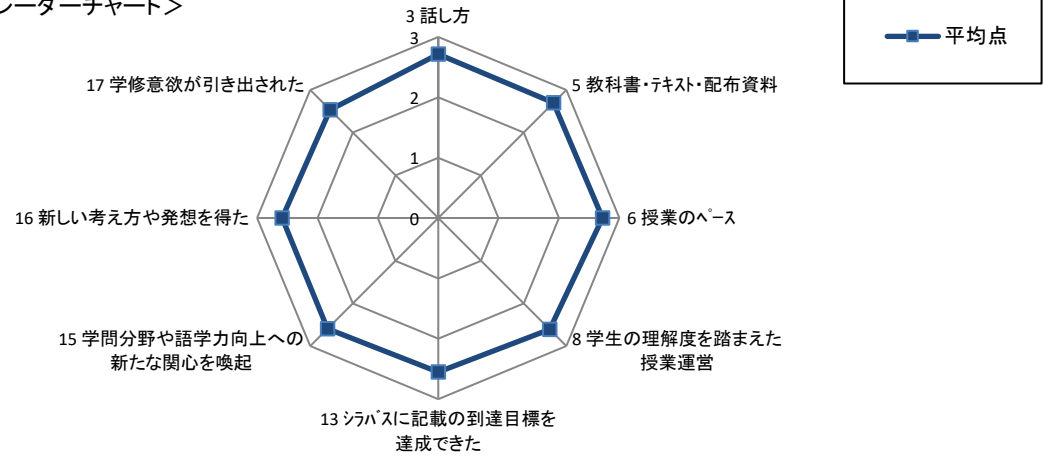 レーダーチャート＞
平均点
3 話し方
5 教科書・ﾃｷｽﾄ・配布資料
6 授業のﾍﾟｰｽ
8 学生の理解度を踏まえた
授業運営
13 ｼﾗﾊﾞｽに記載の到達目標を
達成できた
15 学問分野や語学力向上への
新たな関心を喚起
16 新しい考え方や発想を得た
17 学修意欲が引き出された
3
2
1
0